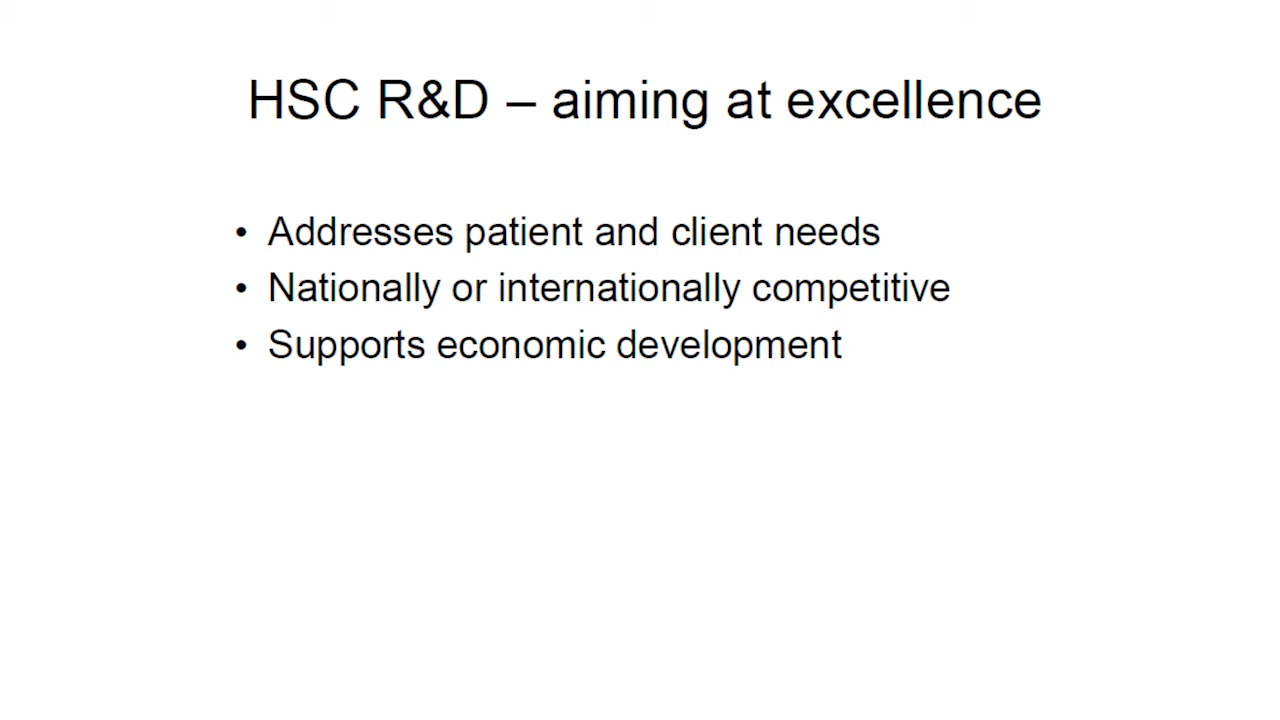 HSC R&D – aiming at excellence
• Addresses patient and client needs
• Nationally or internationally competitive
• Supports economic development